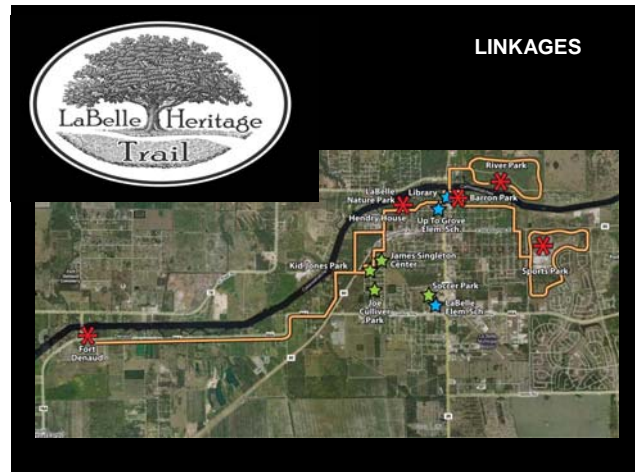 LINKAGES
LaBelle Heritage
Trail
River Park
LaBelle
Nature Park
Library
Barron Park
Hendry House
Up To Grove
Elem. Sch.
James Singleton
Center
Kid Jones Park
Sports Park
Joe
Culliver
Park
Soccer Park
LaBelle
Elem. Sch.
Fort
Denaud